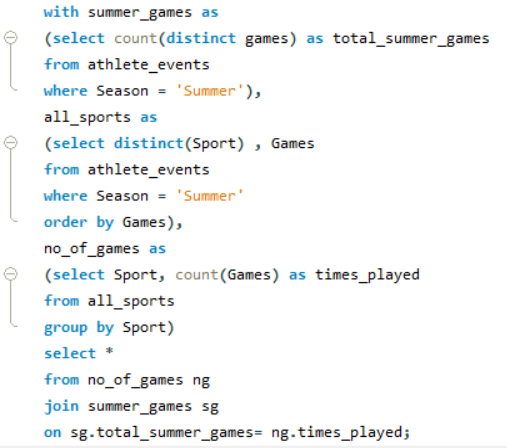 with summer_games as
(select count(distinct games) as total_summer_games
from athlete_events
where Season = 'Summer'),
all_sports as
(select distinct(Sport) , Games
from athlete_events
where Season = 'Summer'
order by Games),
no_of_games as
(select Sport, count(Games) as times_played
from all_sports
group by Sport)
select *
from no_of_games ng
join summer_games sg
on sg.total_summer_games= ng.times_played;